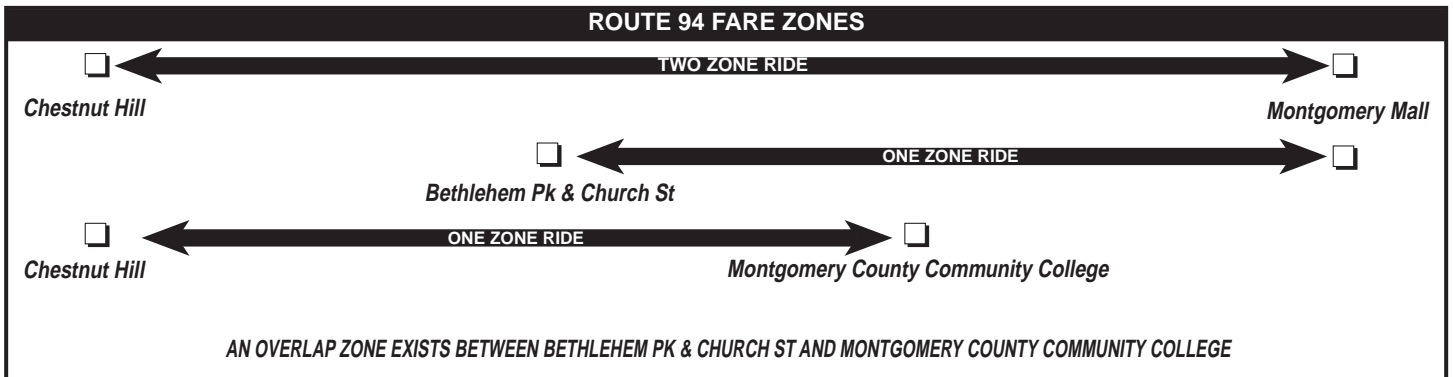 ROUTE 94 FARE ZONES
TWO ZONE RIDE
Chestnut Hill
Montgomery Mall
ONE ZONE RIDE
Bethlehem Pk & Church St
ONE ZONE RIDE
Chestnut Hill
Montgomery County Community College
AN OVERLAP ZONE EXISTS BETWEEN BETHLEHEM PK & CHURCH ST AND MONTGOMERY COUNTY COMMUNITY COLLEGE